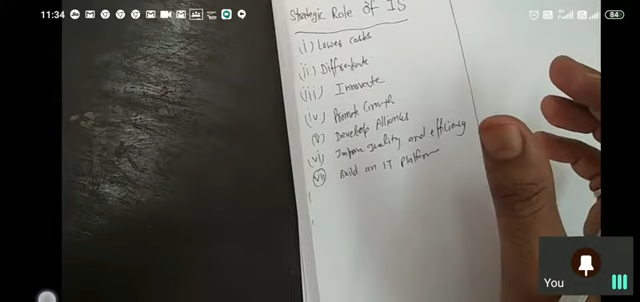 11:34
84
Strategic Role of IS
(i) Lower costs
(ii) Differentiate
(iii) Innovate
(iv) Promote Growth
(v) Develop Alliances
(vi) Improve Quality and efficiency
(vii) Build an IT Platform
You